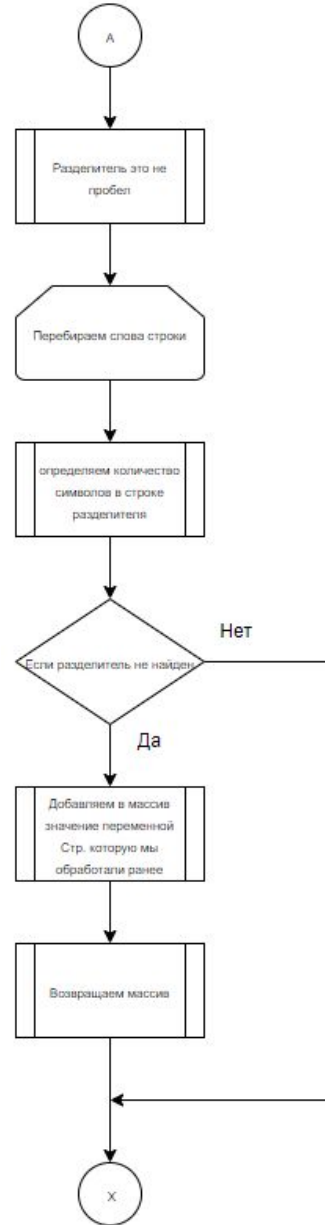 А
Разделитель это не
пробел
Перебираем слова строки
определяем количество
символов в строке
разделителя
Если разделитель не найден
Нет
Да
Добавляем в массив
значение переменной
Стр. которую мы
обработали ранее
Возвращаем массив
Х